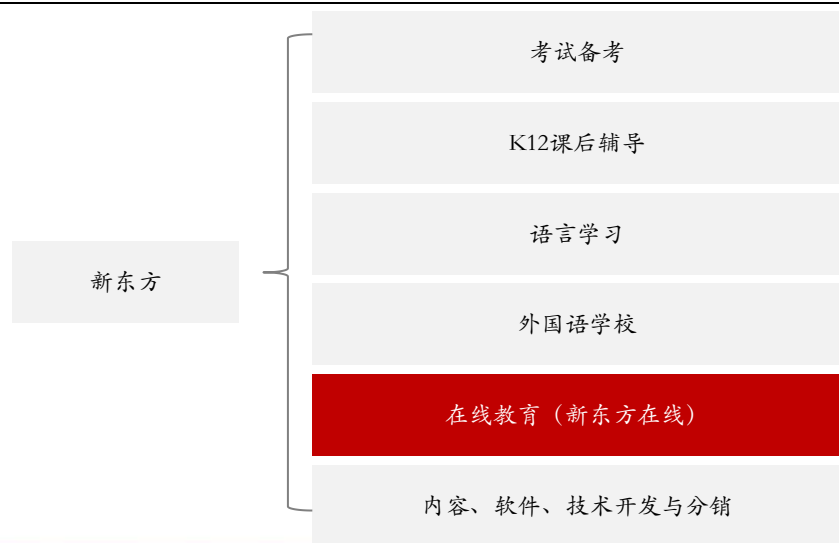 考试备考
K12课后辅导
语言学习
新东方
外国语学校
在线教育（新东方在线）
内容、软件、技术开发与分销